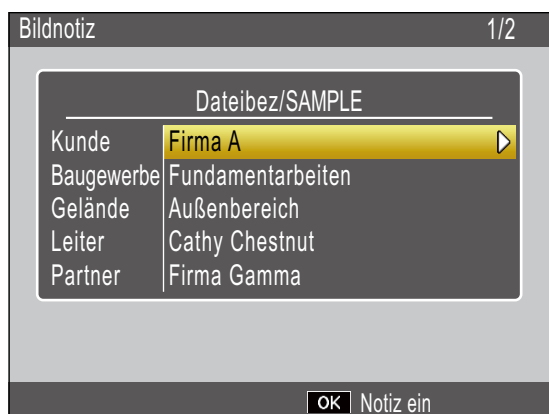 Bildnotiz 1/2
Dateibez/SAMPLE
Kunde Firma A
Baugewerbe Fundamentarbeiten
Gelände Außenbereich
Leiter Cathy Chestnut
Partner Firma Gamma
OK Notiz ein